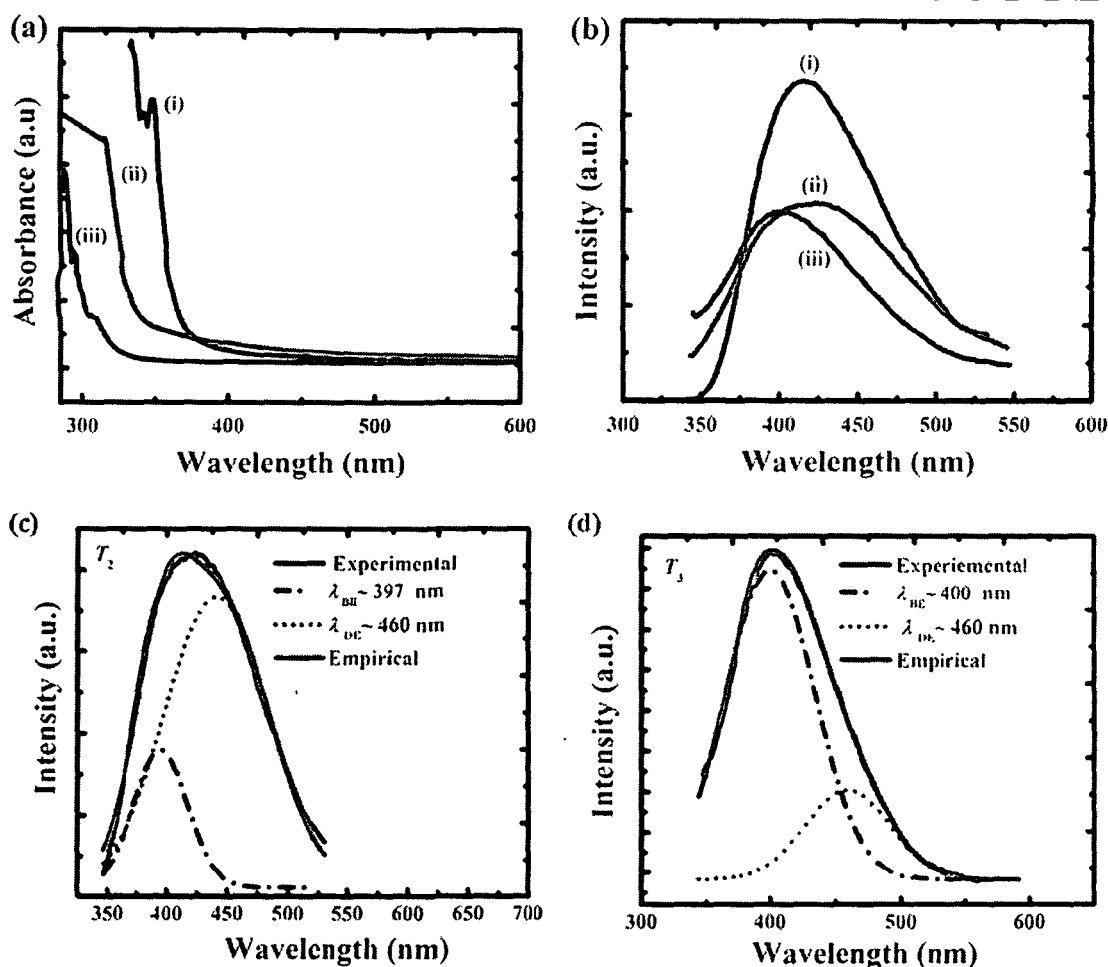 (a)
(i)
(ii)
(iii)
Absorbance (a.u)
300 400 500 600
Wavelength (nm)
(b)
(i)
(ii)
(iii)
Intensity (a.u.)
300 350 400 450 500 550 600
Wavelength (nm)
(c)
T2
Experimental
λBE~ 397 nm
λDE~ 460 nm
Empirical
Intensity (a.u.)
350 400 450 500 550 600 650 700
Wavelength (nm)
(d)
T3
Experiemental
λBE~ 400 nm
λDE~ 460 nm
Empirical
Intensity (a.u.)
300 400 500 600
Wavelength (nm)